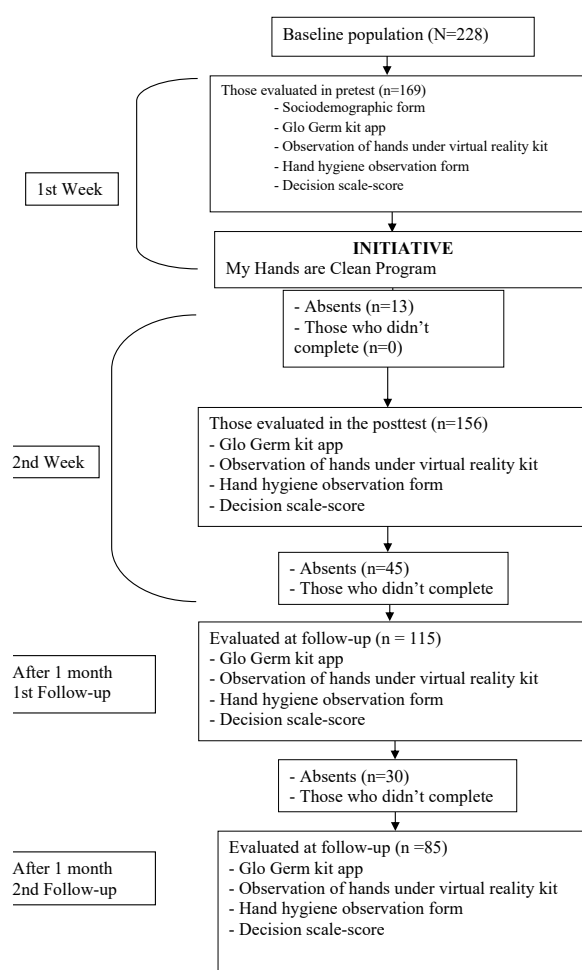 Baseline population (N=228)
Those evaluated in pretest (n=169)
- Sociodemographic form
- Glo Germ kit app
- Observation of hands under virtual reality kit
- Hand hygiene observation form
- Decision scale-score
1st Week
INITIATIVE
My Hands are Clean Program
- Absents (n=13)
- Those who didn't
complete (n=0)
Those evaluated in the posttest (n=156)
- Glo Germ kit app
- Observation of hands under virtual reality kit
- Hand hygiene observation form
- Decision scale-score
2nd Week
- Absents (n=45)
- Those who didn't complete
Evaluated at follow-up (n = 115)
- Glo Germ kit app
- Observation of hands under virtual reality kit
- Hand hygiene observation form
- Decision scale-score
After 1 month
1st Follow-up
- Absents (n=30)
- Those who didn't complete
Evaluated at follow-up (n =85)
- Glo Germ kit app
- Observation of hands under virtual reality kit
- Hand hygiene observation form
- Decision scale-score
After 1 month
2nd Follow-up